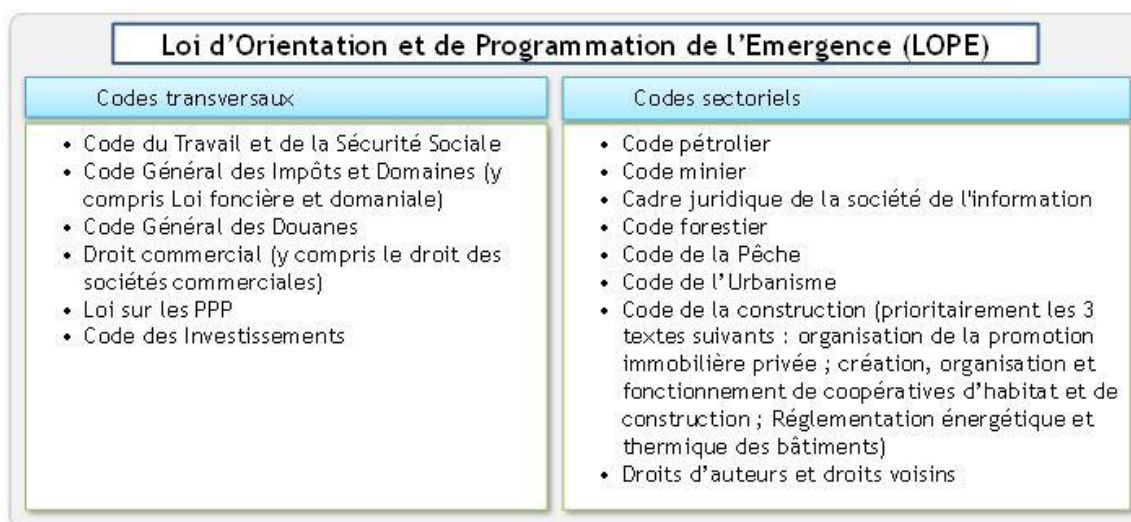 Loi d'Orientation et de Programmation de l'Emergence (LOPE)
Codes transversaux
• Code du Travail et de la Sécurité Sociale
• Code Général des Impôts et Domaines (y
compris Loi foncière et domaniale)
• Code Général des Douanes
• Droit commercial (y compris le droit des
sociétés commerciales)
• Loi sur les PPP
• Code des Investissements
Codes sectoriels
• Code pétrolier
• Code minier
• Cadre juridique de la société de l'information
• Code forestier
• Code de la Pêche
• Code de l'Urbanisme
• Code de la construction (prioritairement les 3
textes suivants : organisation de la promotion
immobilière privée ; création, organisation et
fonctionnement de coopératives d'habitat et de
construction ; Réglementation énergétique et
thermique des bâtiments)
• Droits d'auteurs et droits voisins